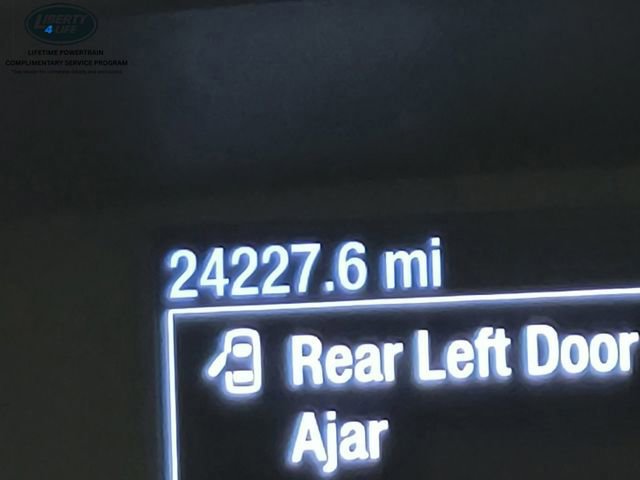 LIBERTY
4 LIFE
LIFETIME POWERTRAIN
COMPLIMENTARY SERVICE PROGRAM
24227.6 mi
Rear Left Door
Ajar